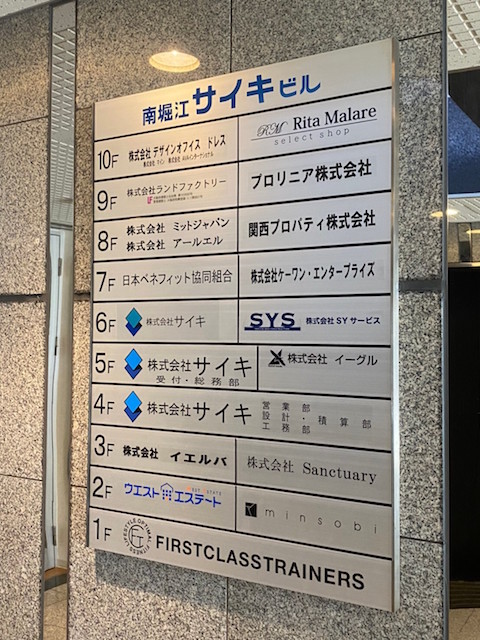 南堀江 サイキ ビル
10F 株式会社 デザインオフィス ドレス
RM Rita Malare
select shop
9F 株式会社ランドファクトリー
プロリニア株式会社
8F 株式会社 ミットジャパン
株式会社 アールエル
関西プロパティ株式会社
7F 日本ベネフィット協同組合
株式会社ケーワン・エンタープライズ
6F 株式会社サイキ
SYS 株式会社 SY サービス
5F 株式会社 サイキ
受付・総務部
株式会社 イーグル
4F 株式会社 サイキ
営業部
設計・積算部
工務部
3F 株式会社 イエルバ
株式会社 Sanctuary
2F ウエスト エステート
minsobi
1F FIRSTCLASSTRAINERS